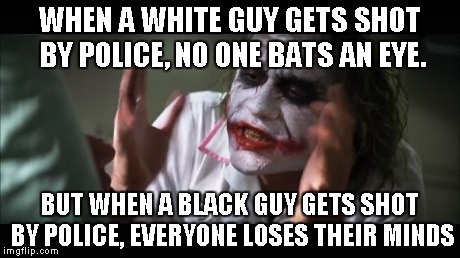 WHEN A WHITE GUY GETS SHOT
BY POLICE, NO ONE BATS AN EYE.
BUT WHEN A BLACK GUY GETS SHOT
BY POLICE, EVERYONE LOSES THEIR MINDS
imgflip.com